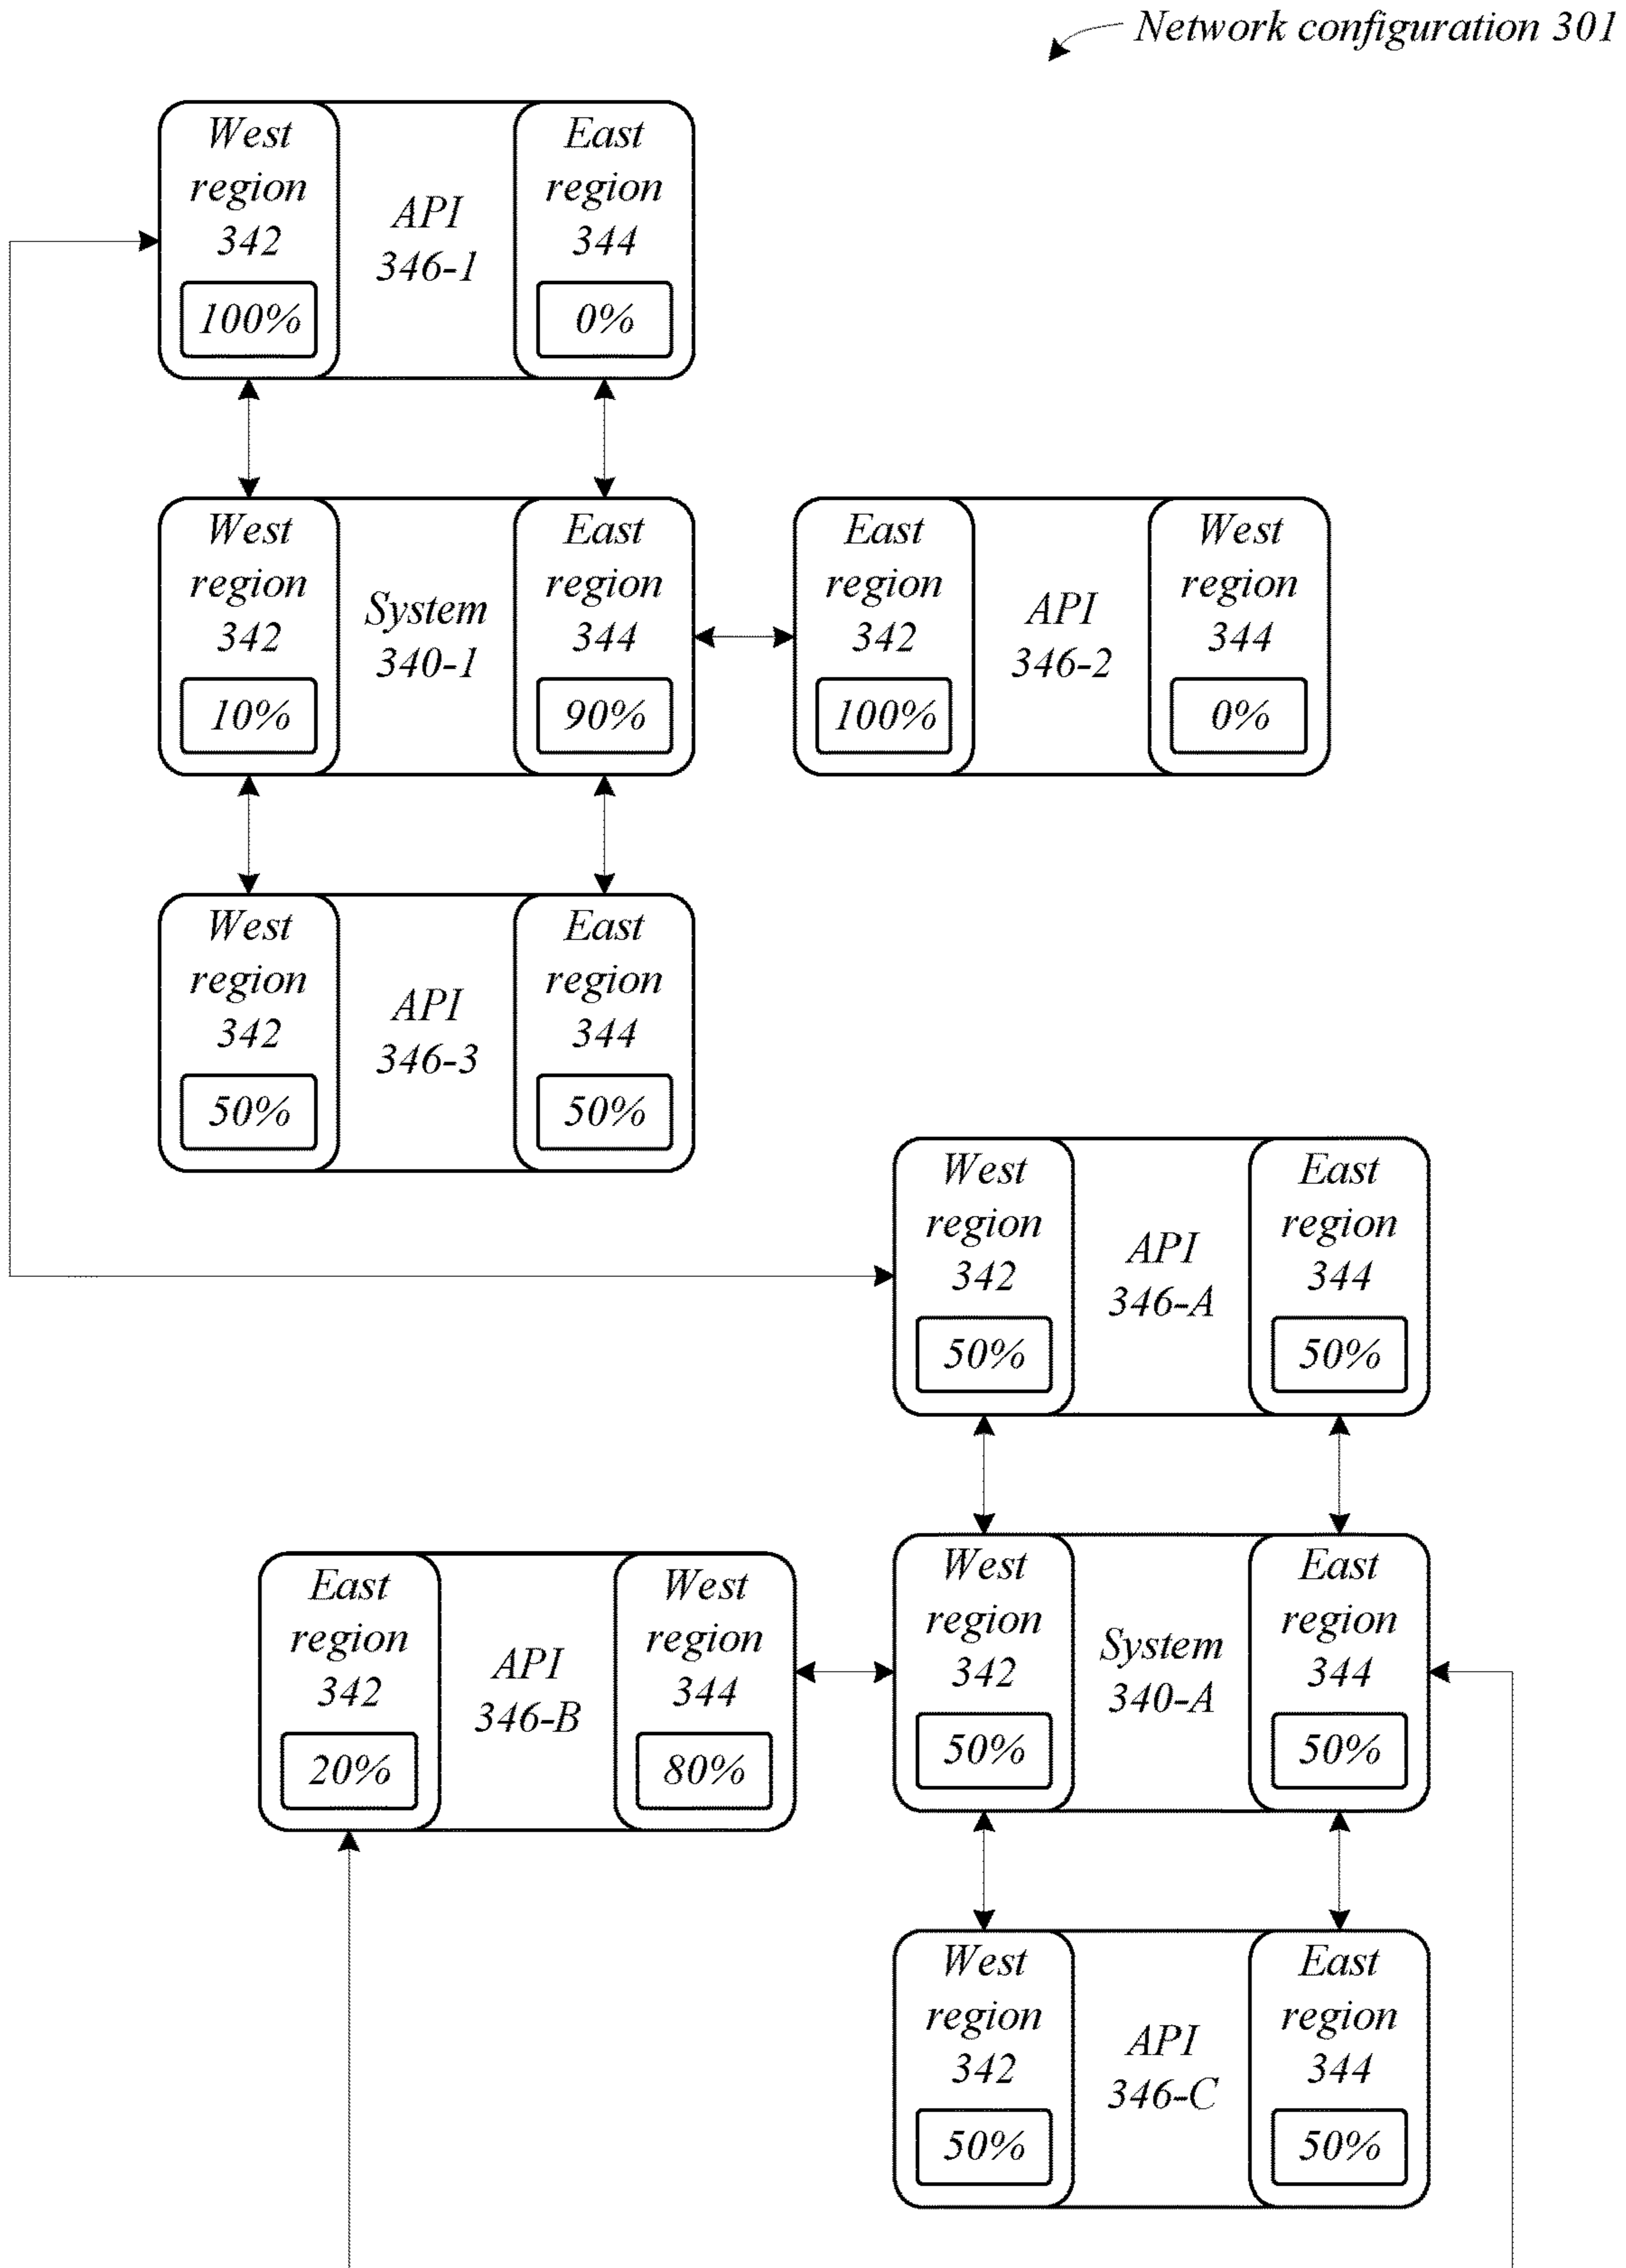 Network configuration 301
West
region
342
100%
API
346-1
East
region
344
0%
West
region
342
10%
System
340-1
East
region
344
90%
East
region
342
100%
API
346-2
West
region
344
0%
West
region
342
50%
API
346-3
East
region
344
50%
West
region
342
50%
API
346-A
East
region
344
50%
East
region
342
20%
API
346-B
West
region
344
80%
West
region
342
50%
System
340-A
East
region
344
50%
West
region
342
50%
API
346-C
East
region
344
50%